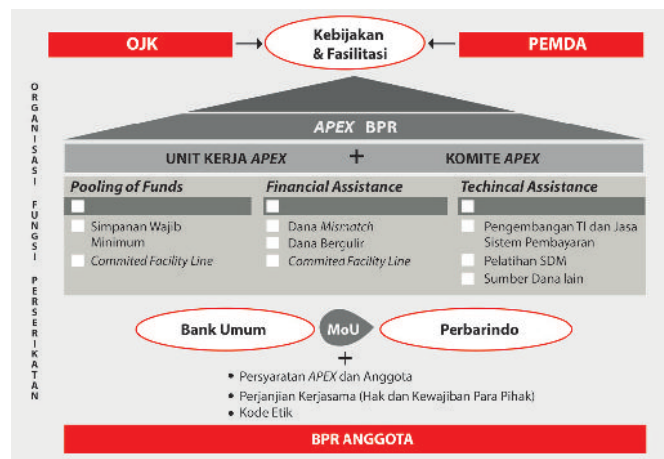 OJK
Kebijakan
& Fasilitasi
PEMDA
ORGANISASI FUNGSI PERSERIKATAN
APEX BPR
UNIT KERJA APEX + KOMITE APEX
Pooling of Funds
Simpanan Wajib
Minimum
Commited Facility Line
Financial Assistance
Dana Mismatch
Dana Bergulir
Commited Facility Line
Techincal Assistance
Pengembangan TI dan Jasa
Sistem Pembayaran
Pelatihan SDM
Sumber Dana lain
Bank Umum
MoU
Perbarindo
+
• Persyaratan APEX dan Anggota
• Perjanjian Kerjasama (Hak dan Kewajiban Para Pihak)
• Kode Etik
BPR ANGGOTA